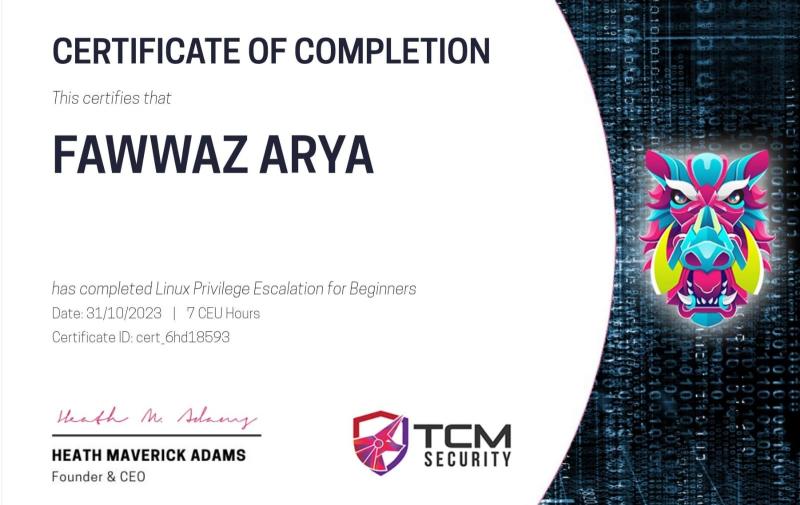 CERTIFICATE OF COMPLETION
This certifies that
FAWWAZ ARYA
has completed Linux Privilege Escalation for Beginners
Date: 31/10/2023 | 7 CEU Hours
Certificate ID: cert_6hd18593
Heath M. Adams
HEATH MAVERICK ADAMS
Founder & CEO
TCM
SECURITY